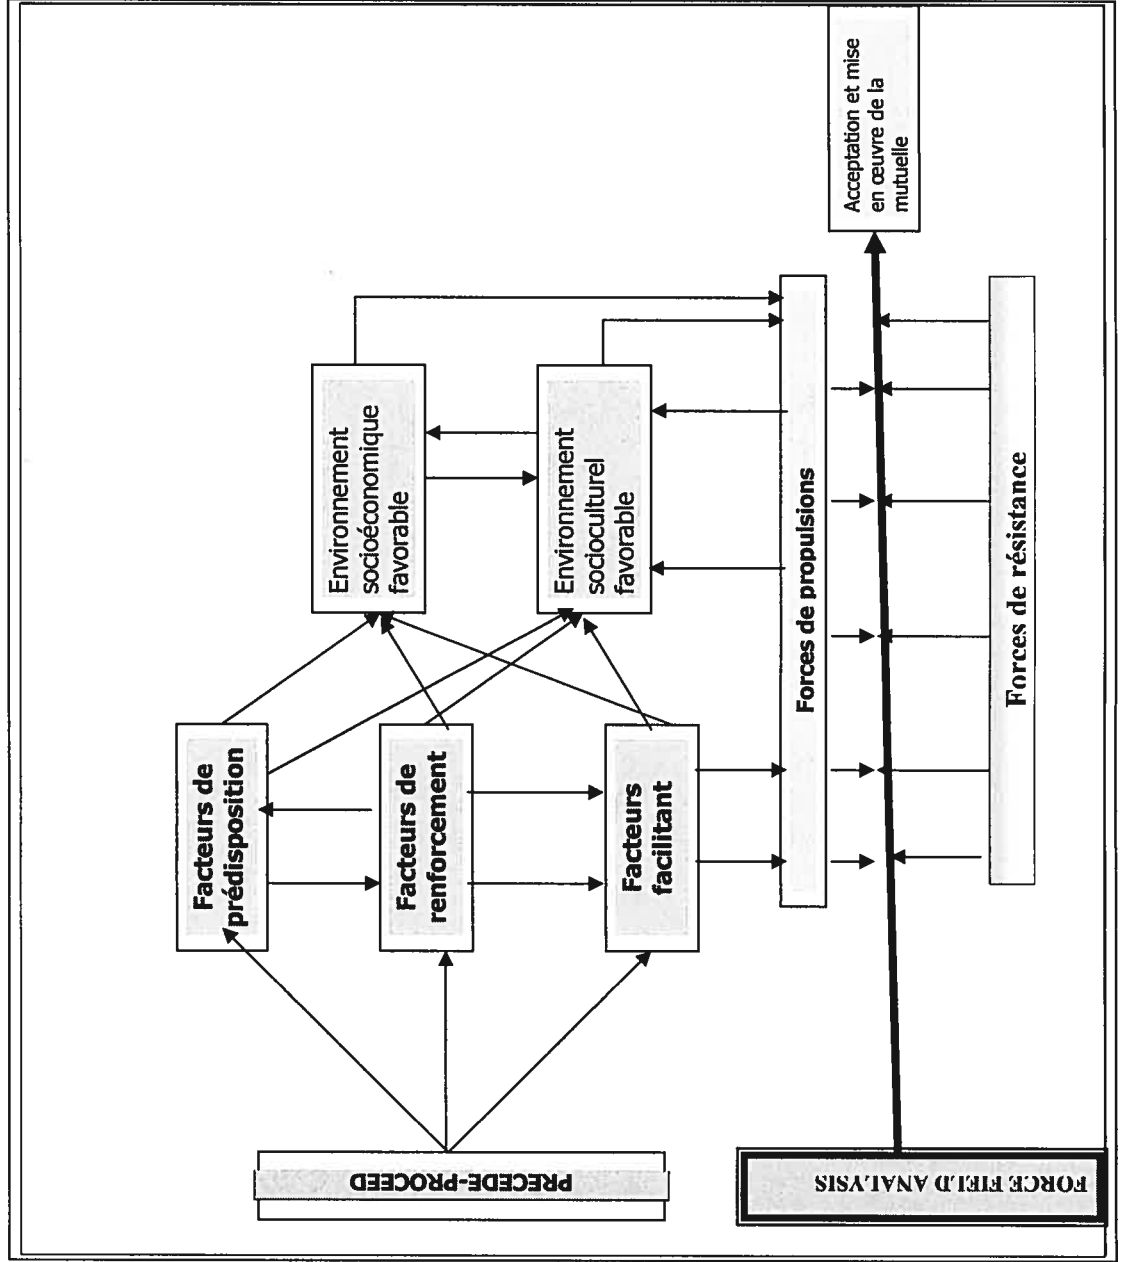 PRECEDE-PROCEED
Facteurs de
prédisposition
Facteurs de
renforcement
Facteurs
facilitant
Environnement
socioéconomique
favorable
Environnement
socioculturel
favorable
FORCE FIELD ANALYSIS
Forces de propulsions
Forces de résistance
Acceptation et mise
en œuvre de la
mutuelle